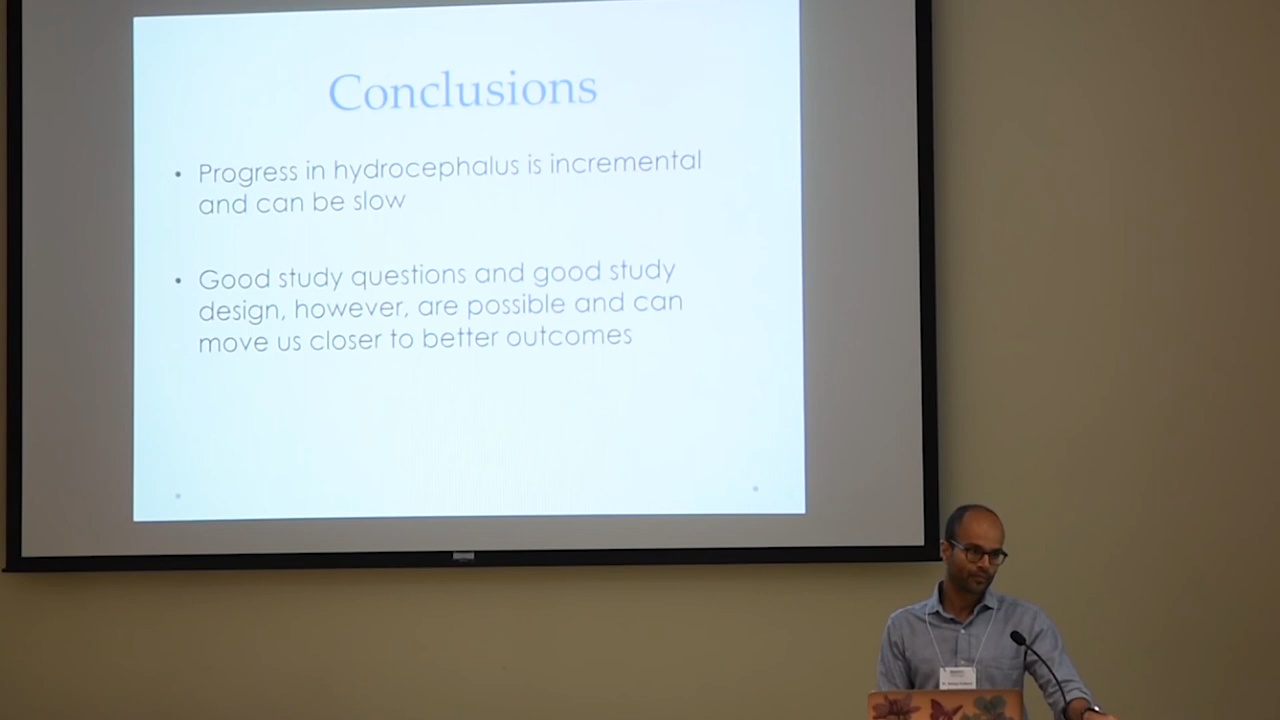 Conclusions
• Progress in hydrocephalus is incremental
and can be slow
• Good study questions and good study
design, however, are possible and can
move us closer to better outcomes